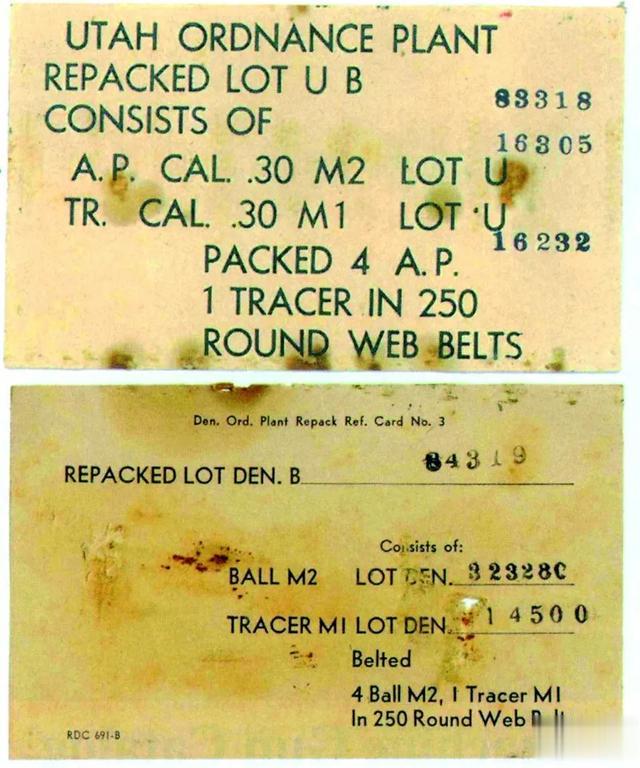 UTAH ORDNANCE PLANT
REPACKED LOT U B 83318
CONSISTS OF
A.P. CAL. .30 M2 LOT U 16305
TR. CAL. .30 M1 LOT U 16232
PACKED 4 A.P.
1 TRACER IN 250
ROUND WEB BELTS
Den. Ord. Plant Repack Ref. Card No. 3
REPACKED LOT DEN. B 84319
Consists of:
BALL M2 LOT DEN. 32328C
TRACER M1 LOT DEN. 14500
Belted
4 Ball M2, 1 Tracer M1
In 250 Round Web
RDC 691-B